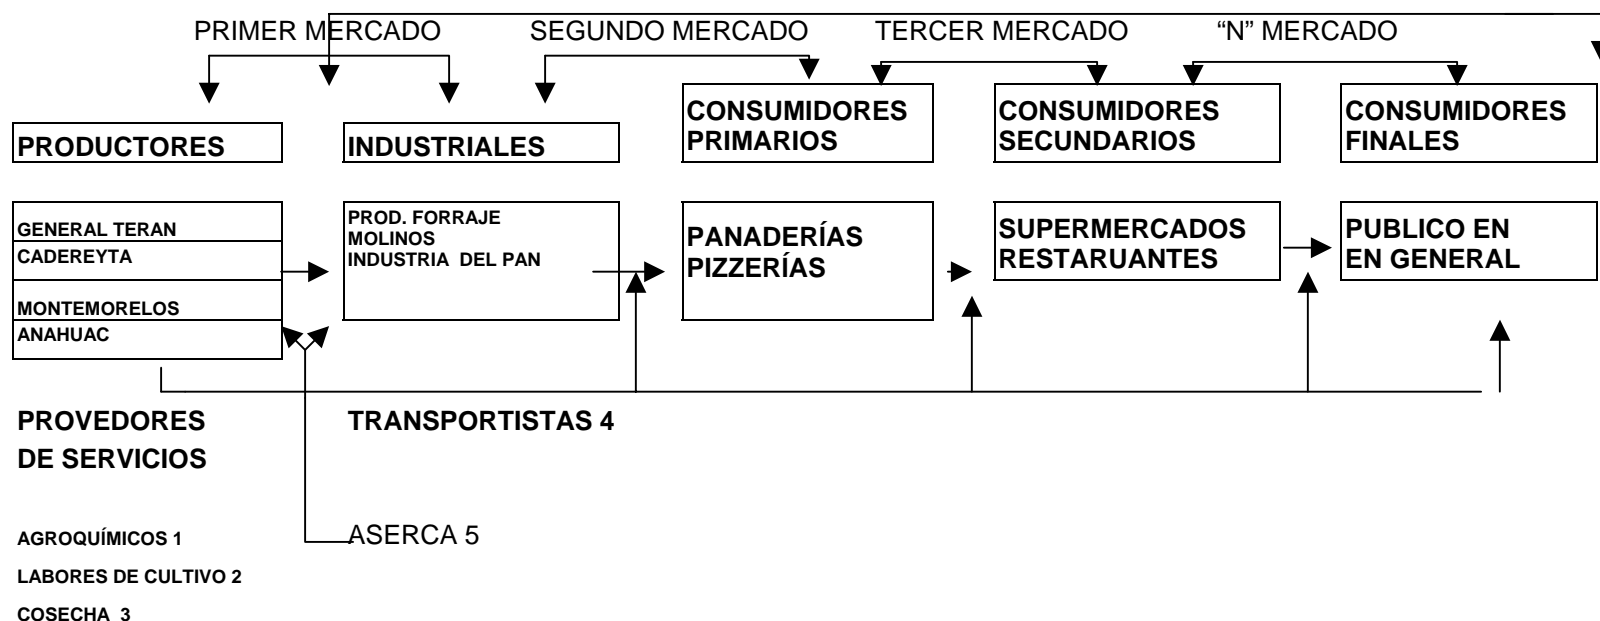 PRIMER MERCADO
SEGUNDO MERCADO
TERCER MERCADO
“N” MERCADO
PRODUCTORES
INDUSTRIALES
CONSUMIDORES
PRIMARIOS
CONSUMIDORES
SECUNDARIOS
CONSUMIDORES
FINALES
GENERAL TERAN
CADEREYTA
MONTEMORELOS
ANAHUAC
PROD. FORRAJE
MOLINOS
INDUSTRIA DEL PAN
PANADERÍAS
PIZZERÍAS
SUPERMERCADOS
RESTARUANTES
PUBLICO EN
EN GENERAL
PROVEDORES
DE SERVICIOS
TRANSPORTISTAS 4
AGROQUÍMICOS 1
ASERCA 5
LABORES DE CULTIVO 2
COSECHA 3